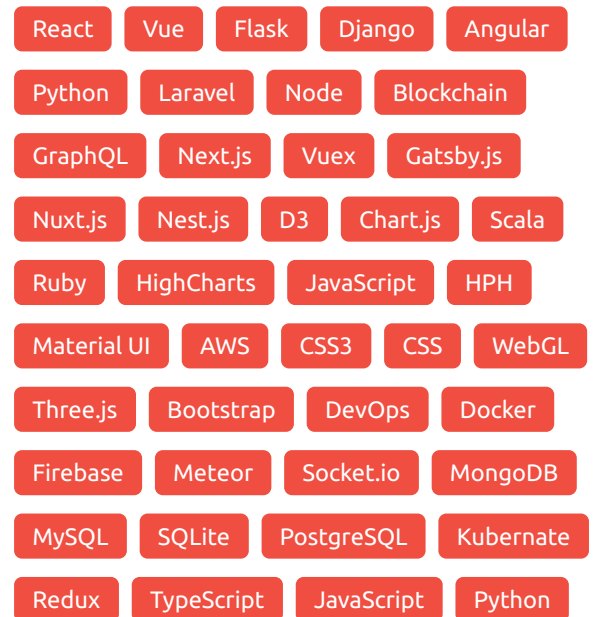 React Vue Flask Django Angular
Python Laravel Node Blockchain
GraphQL Next.js Vuex Gatsby.js
Nuxt.js Nest.js D3 Chart.js Scala
Ruby HighCharts JavaScript HPH
Material UI AWS CSS3 CSS WebGL
Three.js Bootstrap DevOps Docker
Firebase Meteor Socket.io MongoDB
MySQL SQLite PostgreSQL Kubernate
Redux TypeScript JavaScript Python